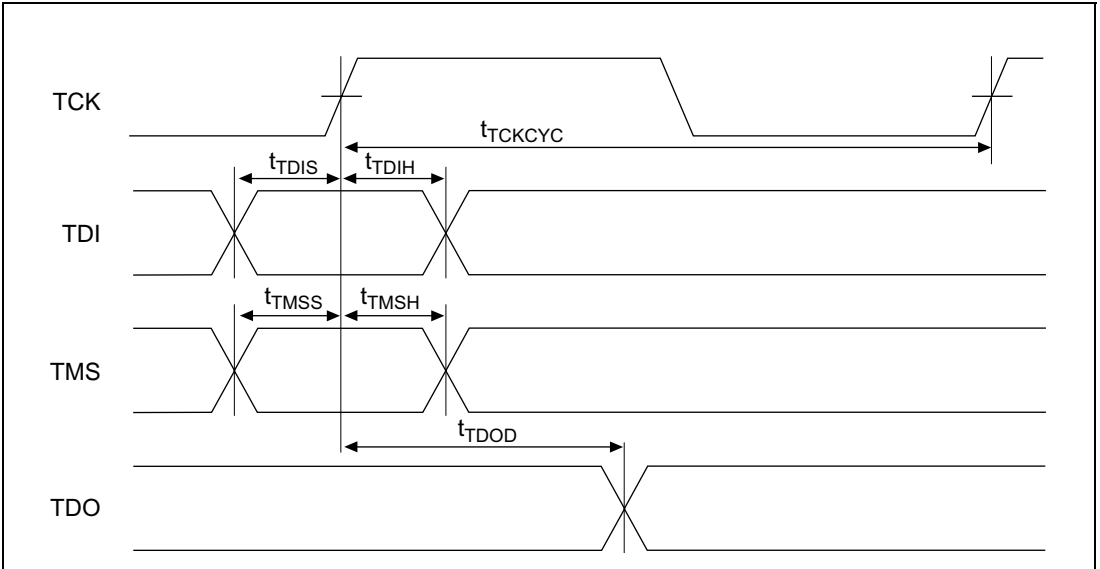 TCK
tTCKCYC
tTDIS tTDIH
TDI
tTMSS tTMSH
TMS
tTDOD
TDO